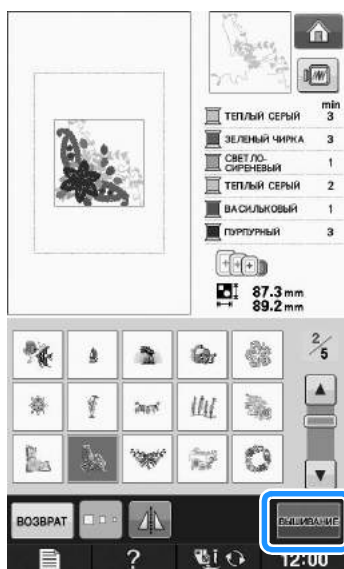 min
ТЕПЛЫЙ СЕРЫЙ 3
ЗЕЛЕНЫЙ ЧИРКА 3
СВЕТЛО-
СИРЕНЕВЫЙ 1
ТЕПЛЫЙ СЕРЫЙ 2
ВАСИЛЬКОВЫЙ 1
ПУРПУРНЫЙ 3
87.3 mm
89.2 mm
2/5
ВОЗВРАТ
ВЫШИВАНИЕ
?
12:00